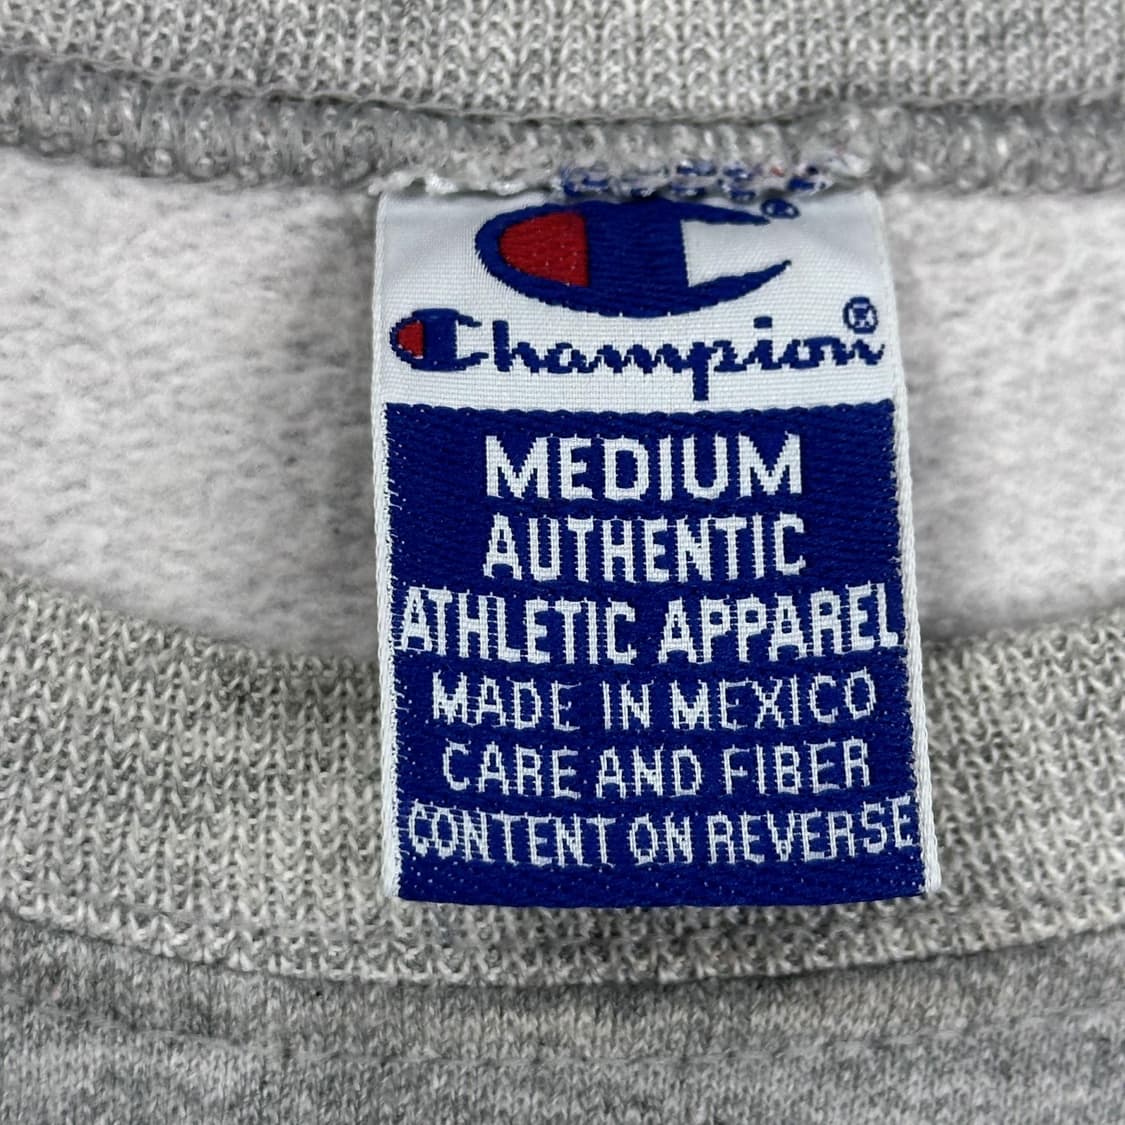 Champion®
MEDIUM
AUTHENTIC
ATHLETIC APPAREL
MADE IN MEXICO
CARE AND FIBER
CONTENT ON REVERSE